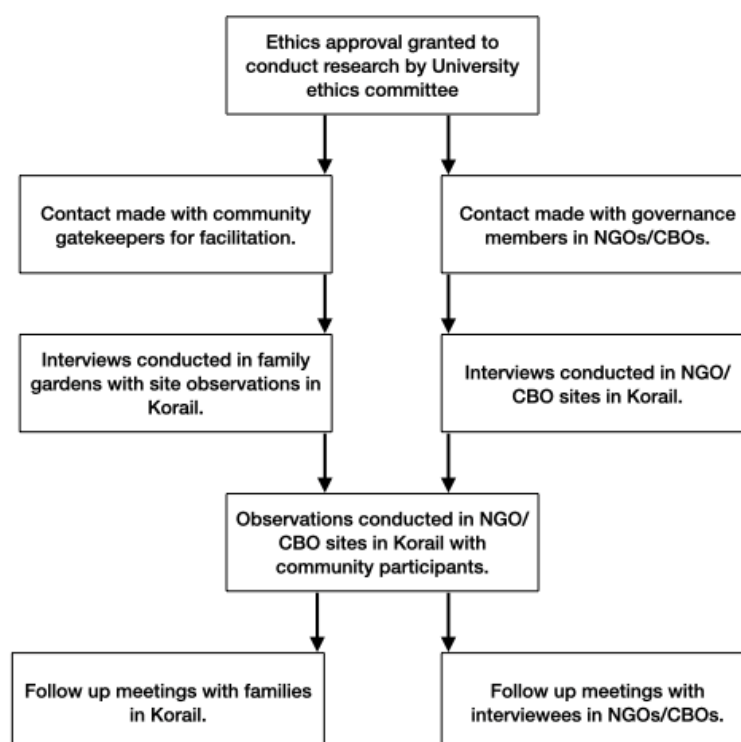 Ethics approval granted to
conduct research by University
ethics committee
Contact made with community
gatekeepers for facilitation.
Contact made with governance
members in NGOs/CBOs.
Interviews conducted in family
gardens with site observations in
Korail.
Interviews conducted in NGO/
CBO sites in Korail.
Observations conducted in NGO/
CBO sites in Korail with
community participants.
Follow up meetings with families
in Korail.
Follow up meetings with
interviewees in NGOs/CBOs.